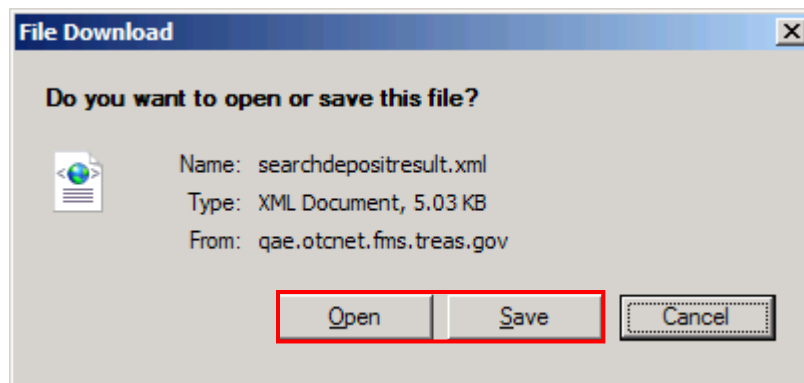 File Download
Do you want to open or save this file?
Name: searchdepositresult.xml
Type: XML Document, 5.03 KB
From: qae.otcnet.fms.treas.gov
Open Save Cancel